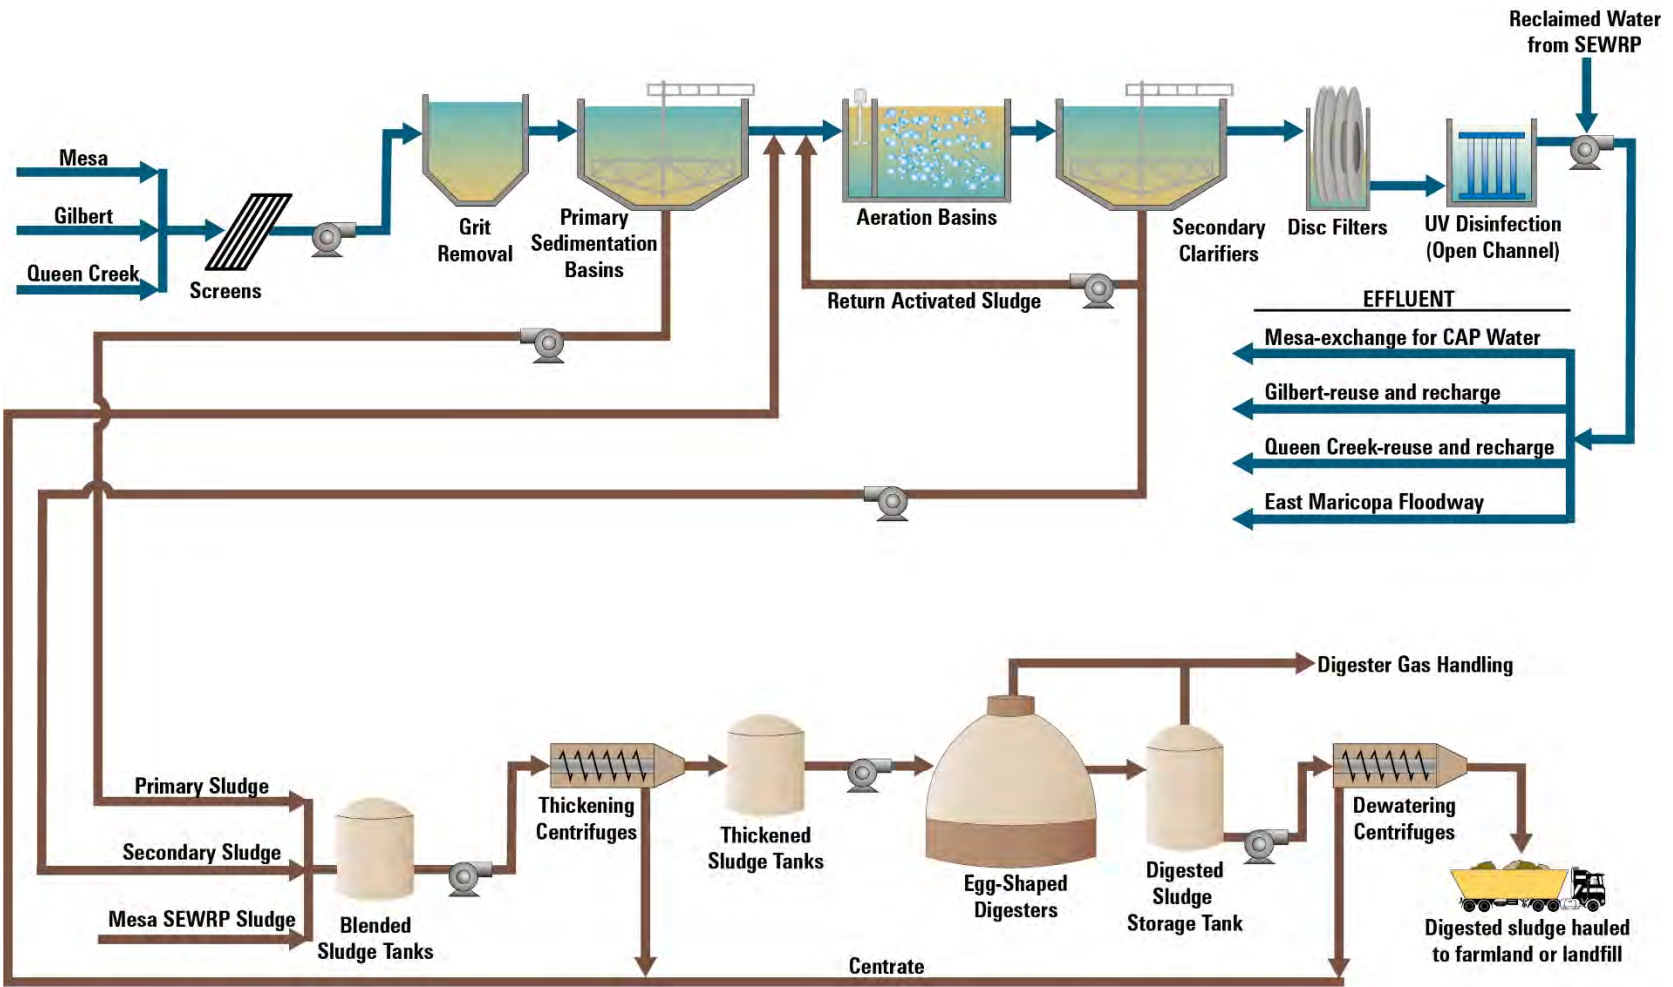 Reclaimed Water
from SEWRP
Mesa
Gilbert
Queen Creek
Screens
Grit
Removal
Primary
Sedimentation
Basins
Aeration Basins
Secondary
Clarifiers
Disc Filters
UV Disinfection
(Open Channel)
Return Activated Sludge
EFFLUENT
Mesa-exchange for CAP Water
Gilbert-reuse and recharge
Queen Creek-reuse and recharge
East Maricopa Floodway
Digester Gas Handling
Primary Sludge
Secondary Sludge
Mesa SEWRP Sludge
Blended
Sludge Tanks
Thickening
Centrifuges
Thickened
Sludge Tanks
Egg-Shaped
Digesters
Digested
Sludge
Storage Tank
Dewatering
Centrifuges
Digested sludge hauled
to farmland or landfill
Centrate